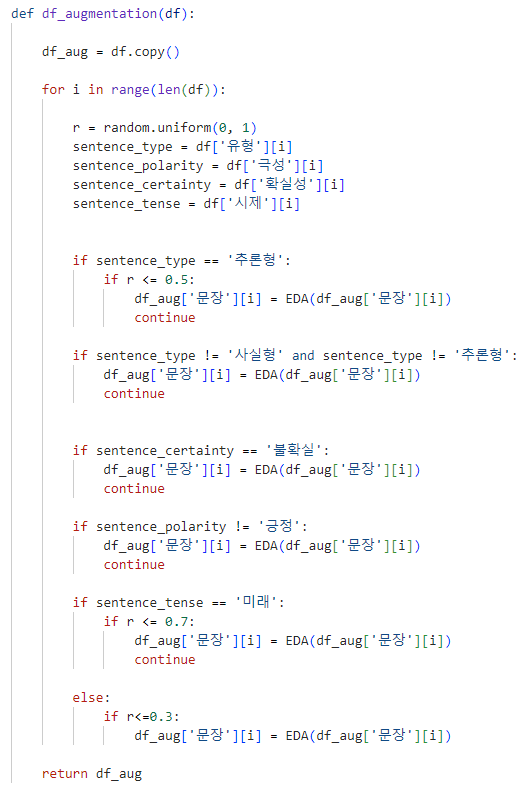 def df_augmentation(df):
df_aug = df.copy()
for i in range(len(df)):
r = random.uniform(0, 1)
sentence_type = df['유형'][i]
sentence_polarity = df['극성'][i]
sentence_certainty = df['확실성'][i]
sentence_tense = df['시제'][i]
if sentence_type == '추론형':
if r <= 0.5:
df_aug['문장'][i] = EDA(df_aug['문장'][i])
continue
if sentence_type != '사실형' and sentence_type != '추론형':
df_aug['문장'][i] = EDA(df_aug['문장'][i])
continue
if sentence_certainty == '불확실':
df_aug['문장'][i] = EDA(df_aug['문장'][i])
continue
if sentence_polarity != '긍정':
df_aug['문장'][i] = EDA(df_aug['문장'][i])
continue
if sentence_tense == '미래':
if r <= 0.7:
df_aug['문장'][i] = EDA(df_aug['문장'][i])
continue
else:
if r<=0.3:
df_aug['문장'][i] = EDA(df_aug['문장'][i])
return df_aug